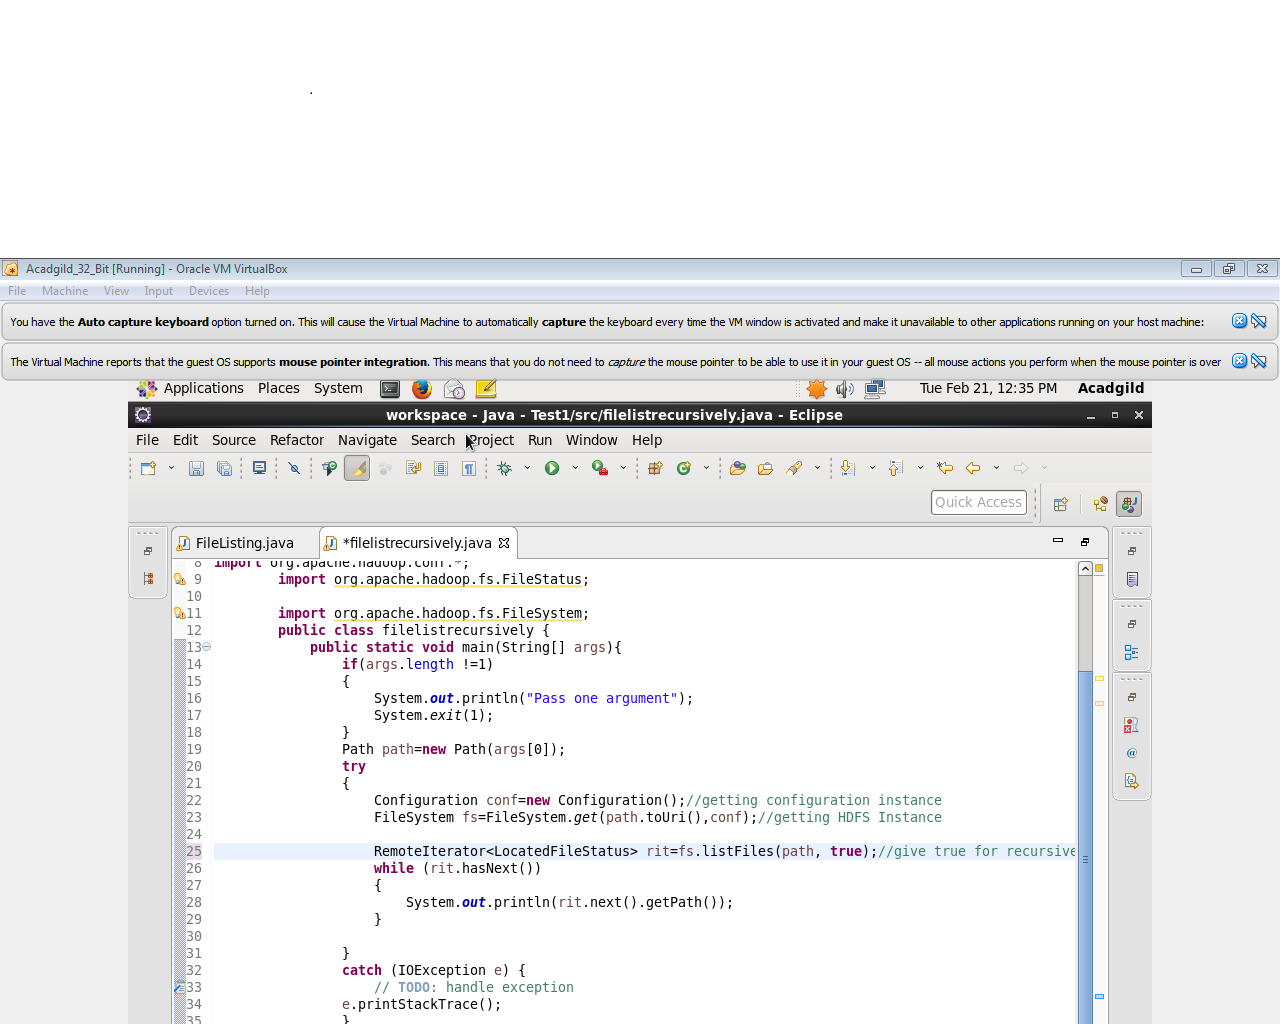 .
Acadgild_32_Bit [Running] - Oracle VM VirtualBox
File Machine View Input Devices Help
You have the Auto capture keyboard option turned on. This will cause the Virtual Machine to automatically capture the keyboard every time the VM window is activated and make it unavailable to other applications running on your host machine:
The Virtual Machine reports that the guest OS supports mouse pointer integration. This means that you do not need to capture the mouse pointer to be able to use it in your guest OS -- all mouse actions you perform when the mouse pointer is over
Applications Places System Tue Feb 21, 12:35 PM Acadgild
workspace - Java - Test1/src/filelistrecursively.java - Eclipse
File Edit Source Refactor Navigate Search Project Run Window Help
Quick Access
FileListing.java *filelistrecursively.java
8 import org.apache.hadoop.conf.*;
9 import org.apache.hadoop.fs.FileStatus;
10
11 import org.apache.hadoop.fs.FileSystem;
12 public class filelistrecursively {
13 public static void main(String[] args){
14 if(args.length !=1)
15 {
16 System.out.println("Pass one argument");
17 System.exit(1);
18 }
19 Path path=new Path(args[0]);
20 try
21 {
22 Configuration conf=new Configuration();//getting configuration instance
23 FileSystem fs=FileSystem.get(path.toUri(),conf);//getting HDFS Instance
24
25 RemoteIterator<LocatedFileStatus> rit=fs.listFiles(path, true);//give true for recursive
26 while (rit.hasNext())
27 {
28 System.out.println(rit.next().getPath());
29 }
30
31 }
32 catch (IOException e) {
33 // TODO: handle exception
34 e.printStackTrace();
35 }